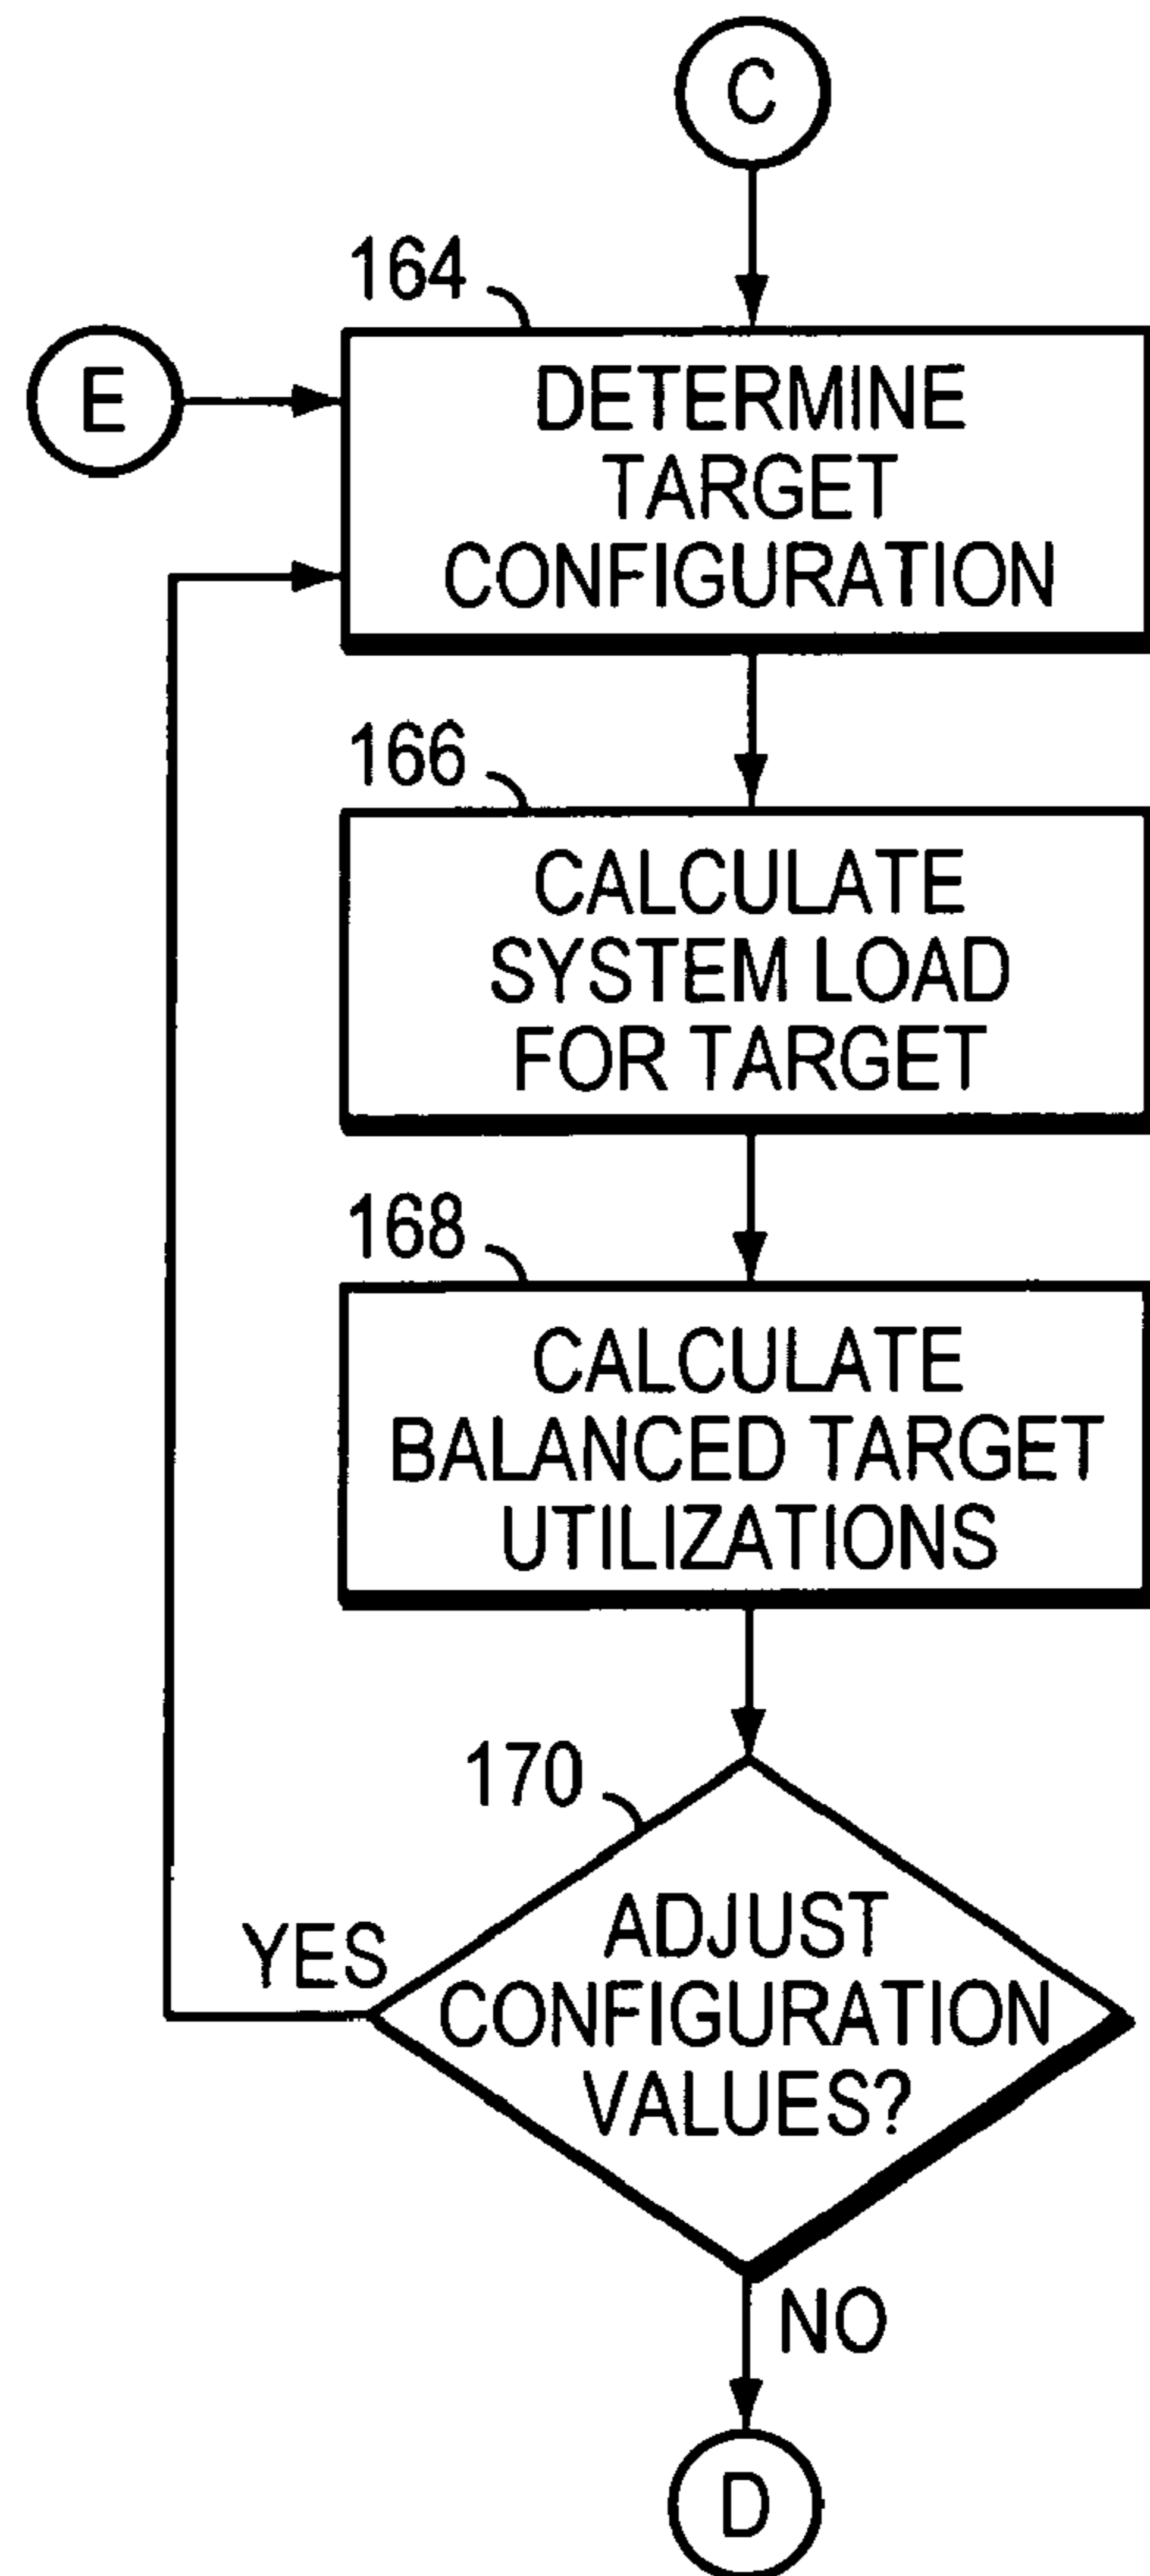 C
164
E
DETERMINE
TARGET
CONFIGURATION
166
CALCULATE
SYSTEM LOAD
FOR TARGET
168
CALCULATE
BALANCED TARGET
UTILIZATIONS
170
ADJUST
CONFIGURATION
VALUES?
YES
NO
D